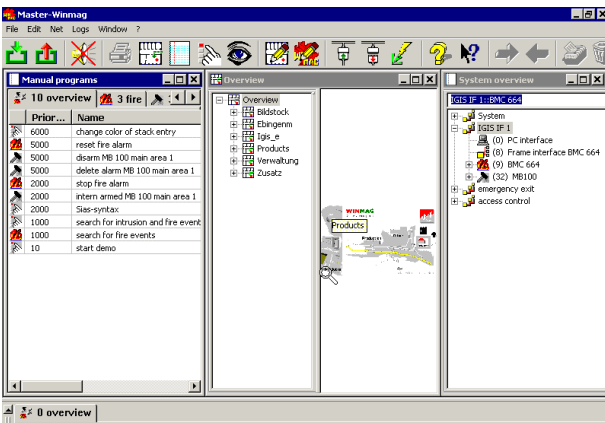 Master-Winmag
File Edit Net Logs Window ?
Manual programs
10 overview 3 fire
Prior... Name
6000 change color of stack entry
5000 reset fire alarm
5000 disarm MB 100 main area 1
5000 delete alarm MB 100 main area 1
2000 stop fire alarm
2000 intern armed MB 100 main area 1
2000 Sias-syntax
1000 search for intrusion and fire event
1000 search for fire events
10 start demo
Overview
Overview
Bildstock
Ebingenm
Igis_e
Products
Verwaltung
Zusatz
WINMAG
Products
System overview
IGIS IF 1::BMC 664
System
IGIS IF 1
(0) PC interface
(8) Frame interface BMC 664
(9) BMC 664
(32) MB100
emergency exit
access control
0 overview